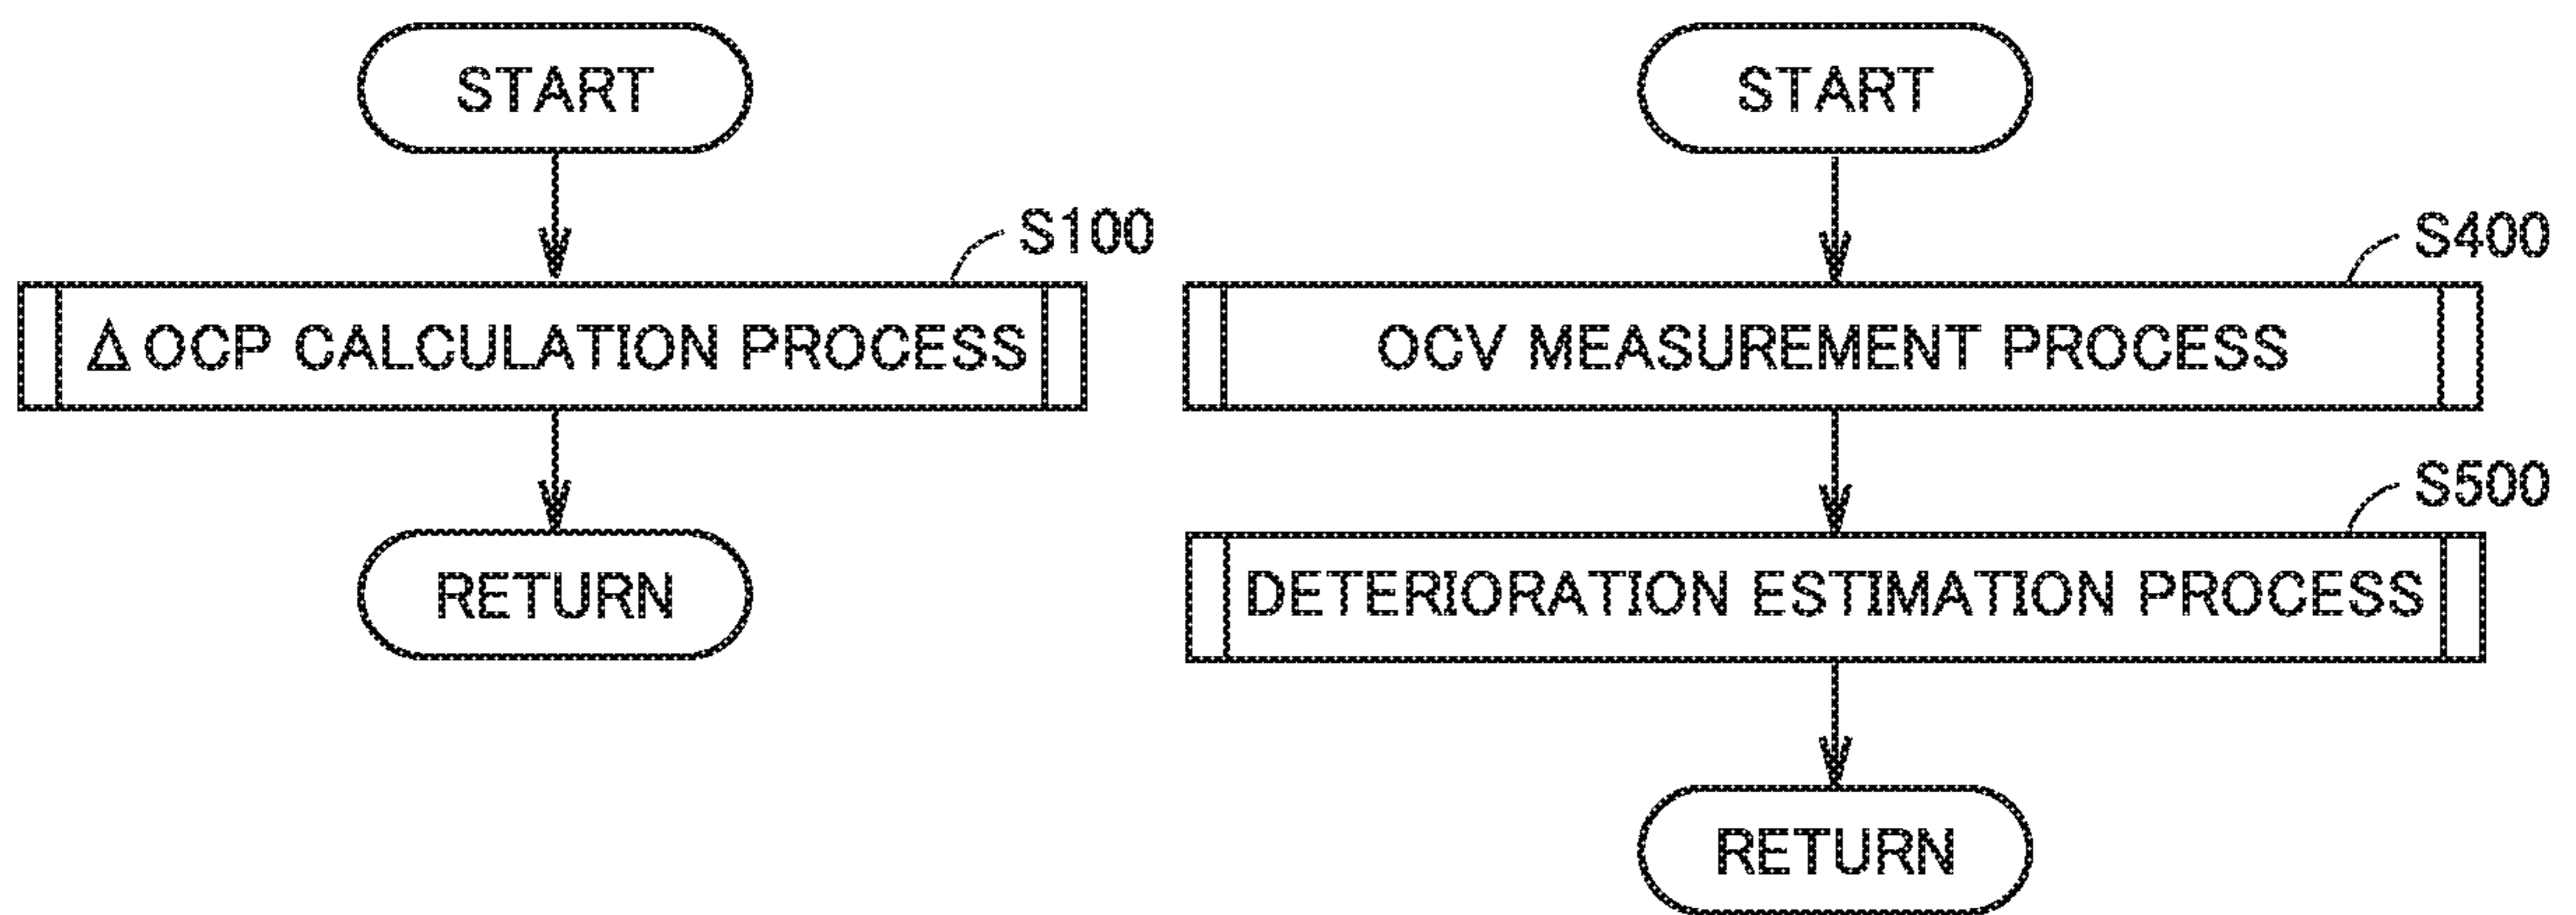 START
S100
Δ OCP CALCULATION PROCESS
RETURN
START
S400
OCV MEASUREMENT PROCESS
S500
DETERIORATION ESTIMATION PROCESS
RETURN